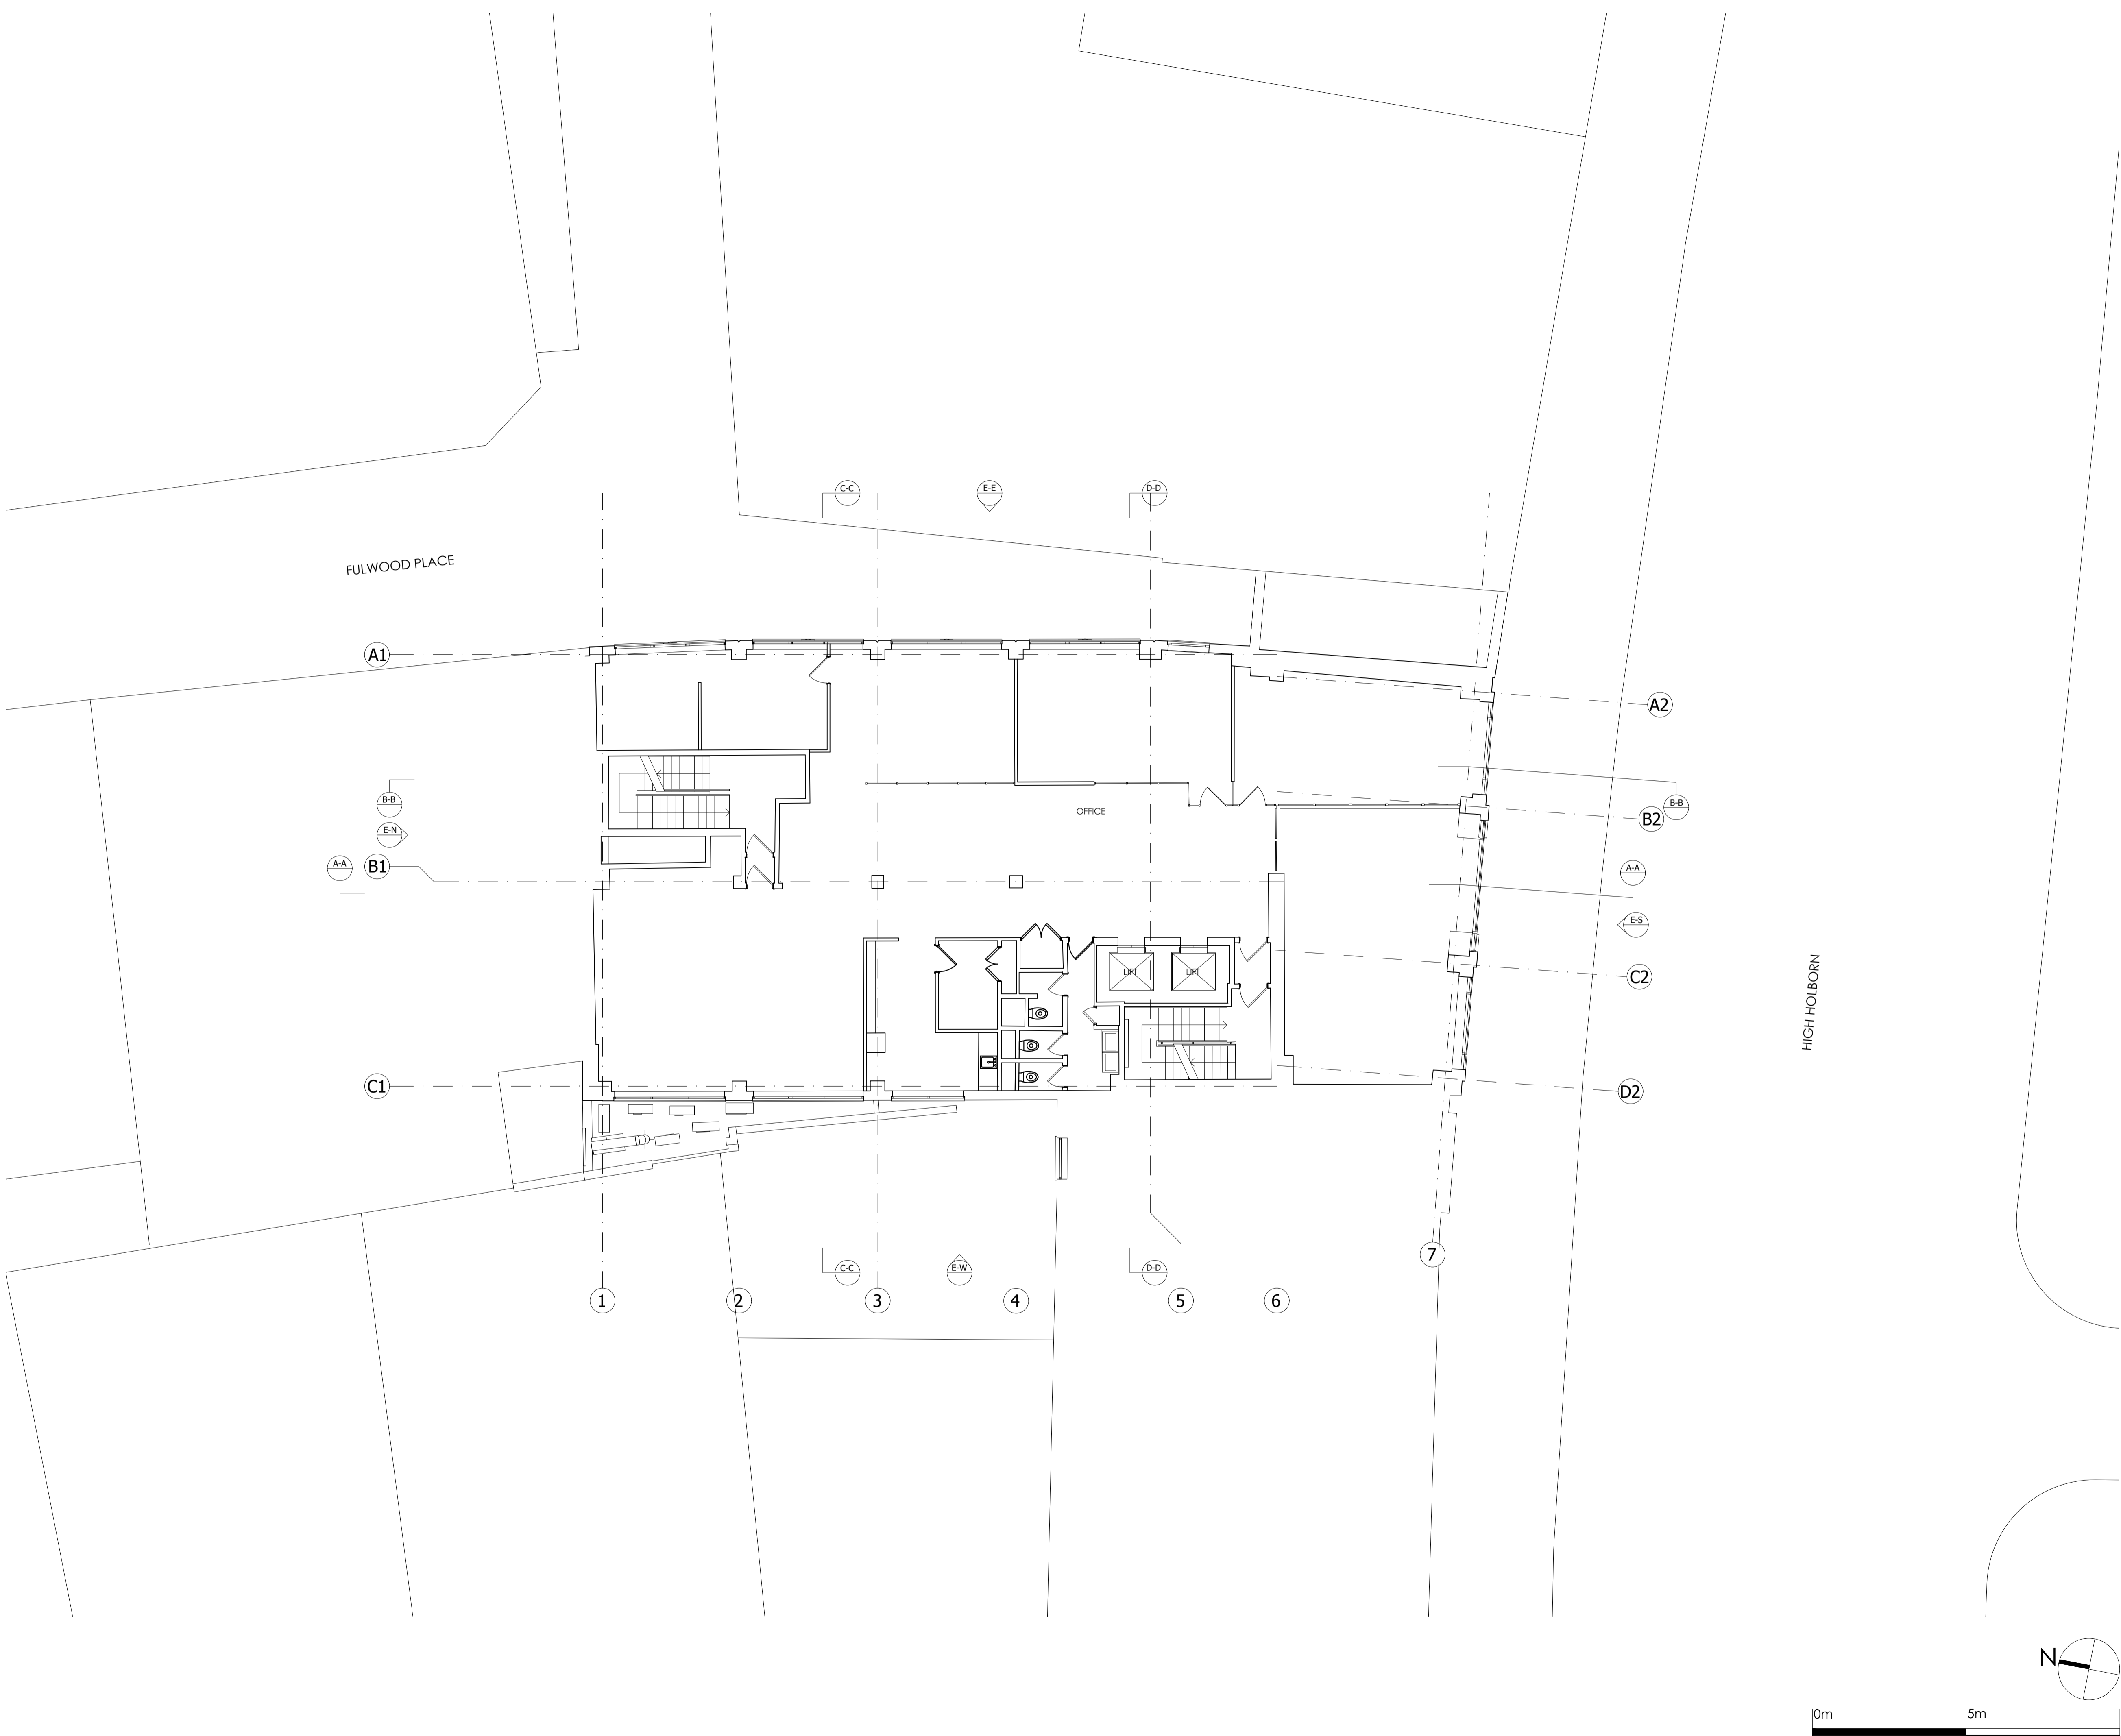 C-C
E-E
D-D
FULWOOD PLACE
A1
A2
B-B
B-B
OFFICE
B2
E-N
A-A
B1
A-A
E-S
LIFT
LIFT
C2
HIGH HOLBORN
C1
D2
7
C-C
E-W
D-D
1
2
3
4
5
6
N
0m
5m